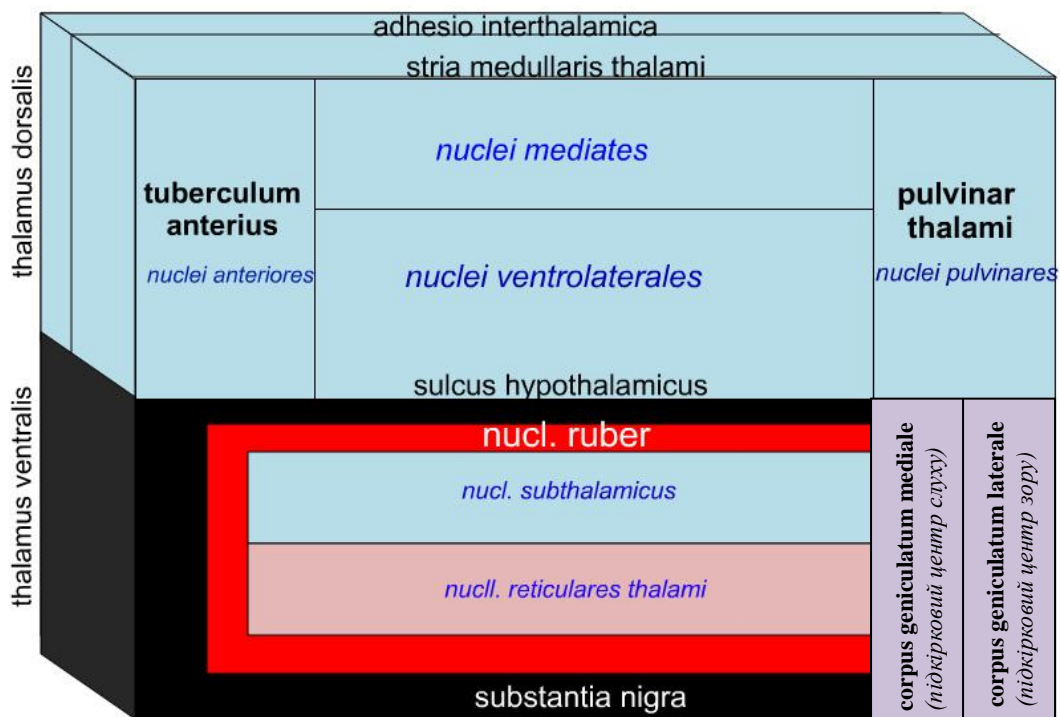 adhesio interthalamica
stria medullaris thalami
thalamus dorsalis
nuclei mediates
tuberculum
anterius
nuclei anteriores
pulvinar
thalami
nuclei pulvinares
nuclei ventrolaterales
sulcus hypothalamicus
thalamus ventralis
nucl. ruber
nucl. subthalamicus
nucll. reticulares thalami
substantia nigra
corpus geniculatum mediale
(підкірковий центр слуху)
corpus geniculatum laterale
(підкірковий центр зору)